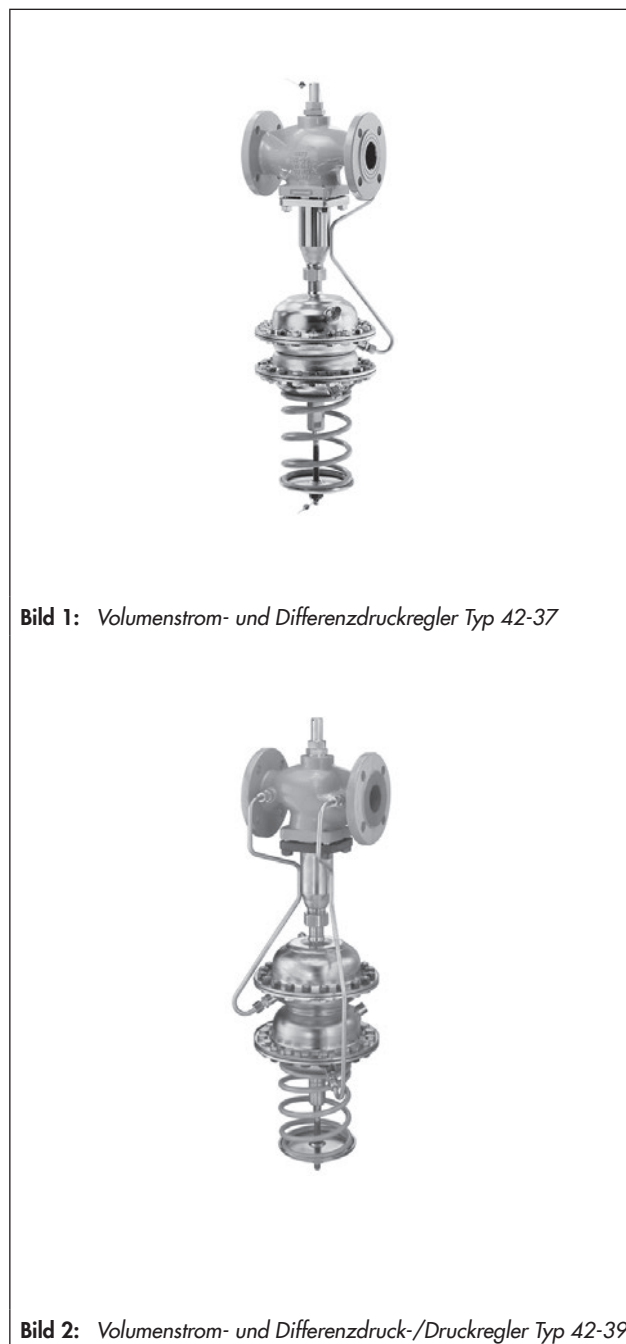 Bild 1: Volumenstrom- und Differenzdruckregler Typ 42-37
Bild 2: Volumenstrom- und Differenzdruck-/Druckregler Typ 42-39